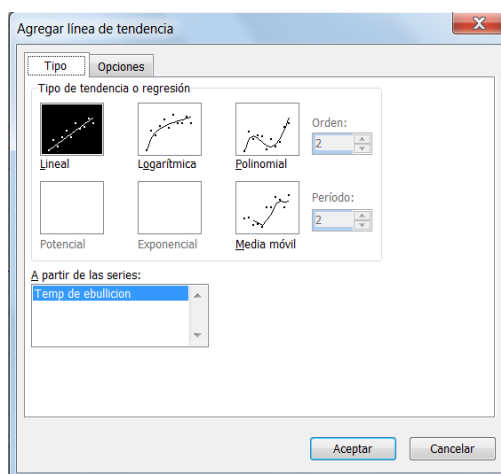 Agregar línea de tendencia
X
Tipo
Opciones
Tipo de tendencia o regresión
Orden:
2
Lineal
Logarítmica
Polinomial
Período:
2
Potencial
Exponencial
Media móvil
A partir de las series:
Temp de ebullicion
Aceptar
Cancelar